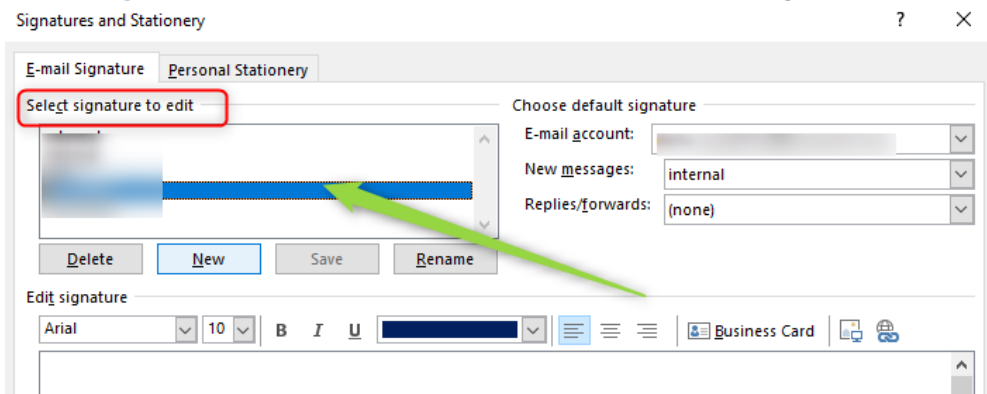 Signatures and Stationery ? ✕
E-mail Signature Personal Stationery
Select signature to edit
Choose default signature
E-mail account:
New messages: internal
Replies/forwards: (none)
Delete New Save Rename
Edit signature
Arial 10 B I U Business Card